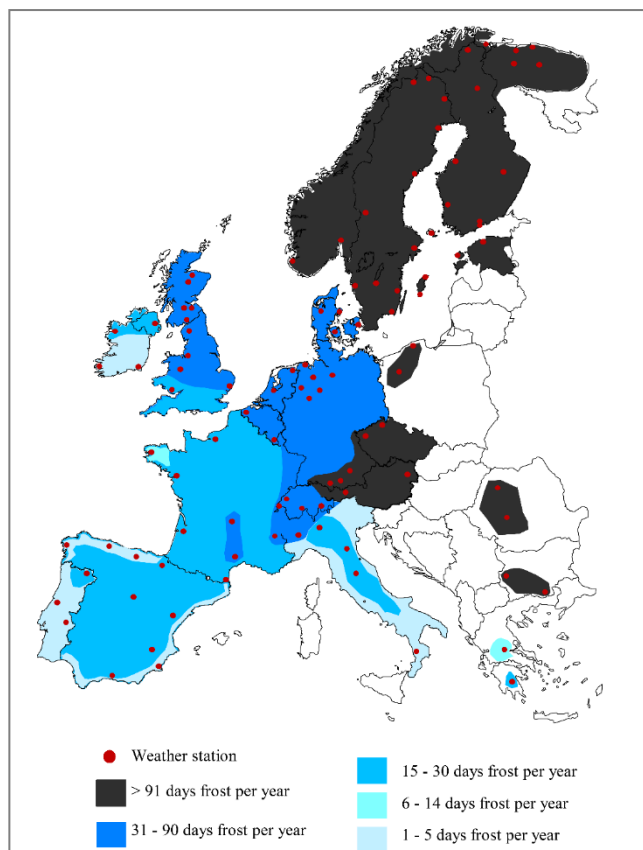 Weather station
> 91 days frost per year
31 - 90 days frost per year
15 - 30 days frost per year
6 - 14 days frost per year
1 - 5 days frost per year